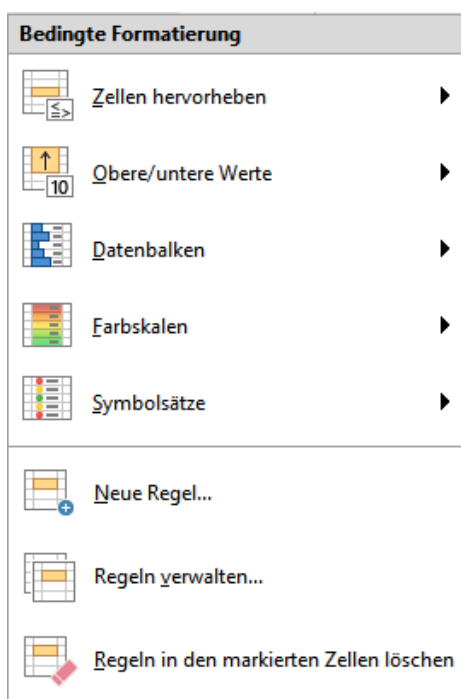 Bedingte Formatierung
Zellen hervorheben
Obere/untere Werte
10
Datenbalken
Farbskalen
Symbolsätze
Neue Regel...
Regeln verwalten...
Regeln in den markierten Zellen löschen